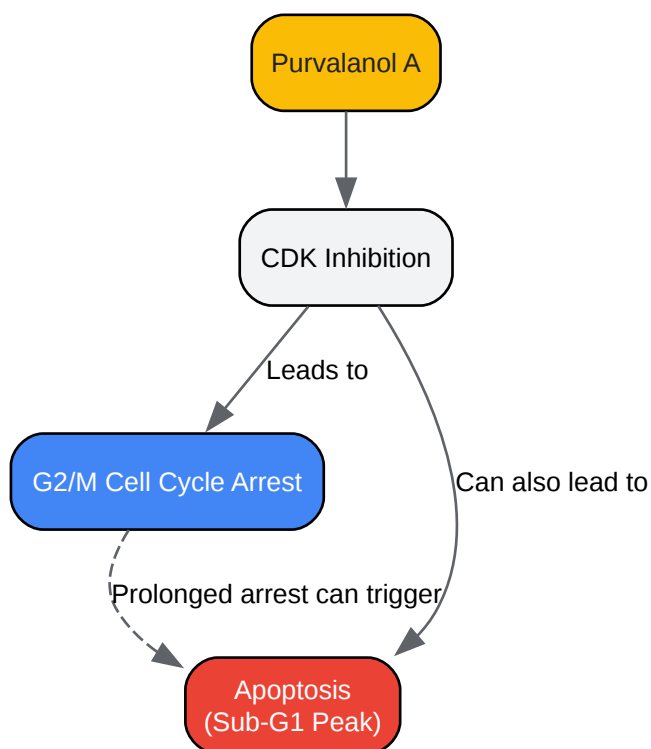 Purvalanol A
CDK Inhibition
Leads to
G2/M Cell Cycle Arrest
Can also lead to
Prolonged arrest can trigger
Apoptosis
(Sub-G1 Peak)